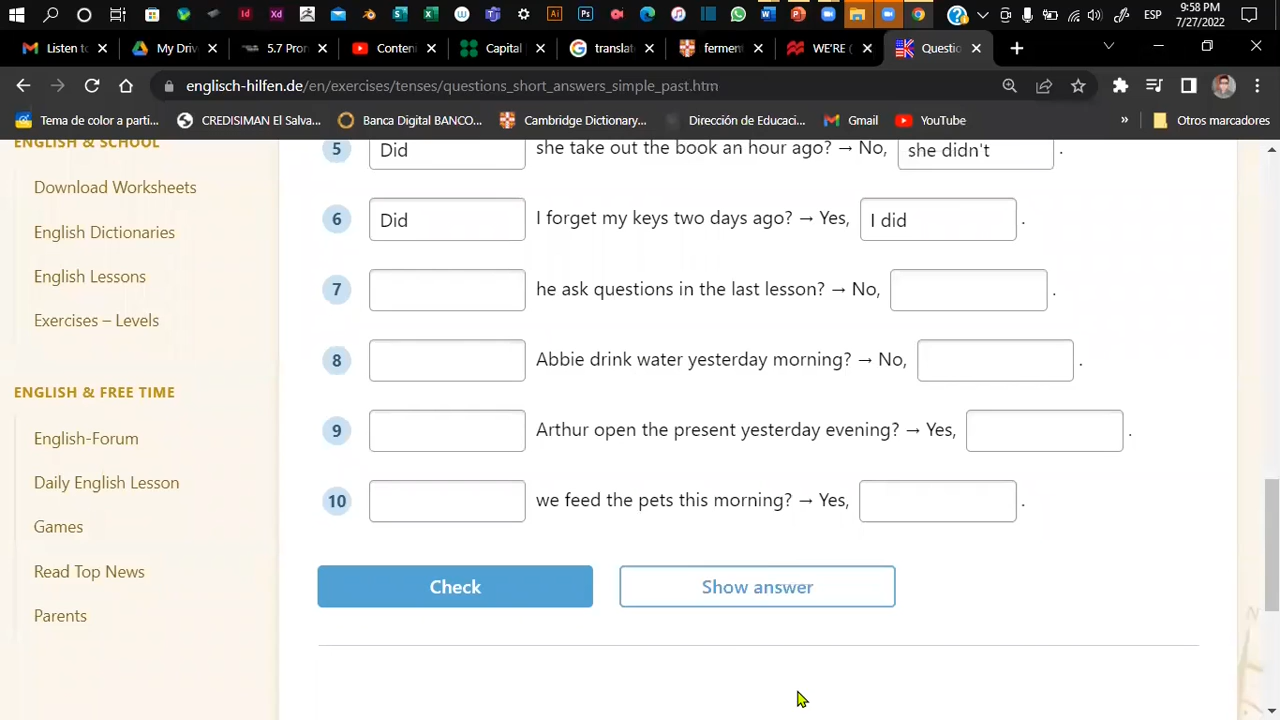 9:58 PM
ESP
7/27/2022
Listen to
My Driv
5.7 Pron
Conteni
Capital
translat
ferment
WE'RE (
Questio
englisch-hilfen.de/en/exercises/tenses/questions_short_answers_simple_past.htm
Tema de color a parti...
CREDISIMAN El Salva...
Banca Digital BANCO...
Cambridge Dictionary...
Dirección de Educaci...
Gmail
YouTube
»
Otros marcadores
ENGLISH & SCHOOL
Download Worksheets
English Dictionaries
English Lessons
Exercises – Levels
ENGLISH & FREE TIME
English-Forum
Daily English Lesson
Games
Read Top News
Parents
5 Did she take out the book an hour ago? → No, she didn't .
6 Did I forget my keys two days ago? → Yes, I did .
7 he ask questions in the last lesson? → No, .
8 Abbie drink water yesterday morning? → No, .
9 Arthur open the present yesterday evening? → Yes, .
10 we feed the pets this morning? → Yes, .
Check
Show answer